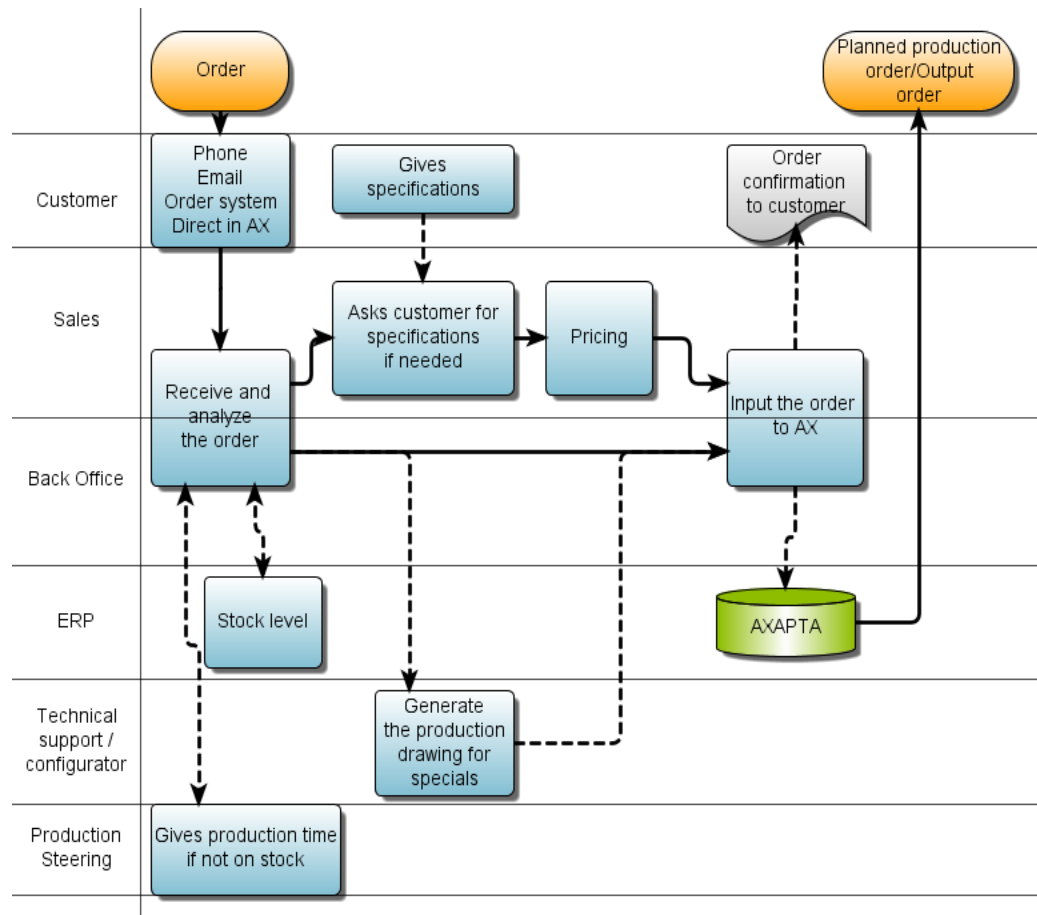 Order
Planned production
order/Output
order
Customer
Phone
Email
Order system
Direct in AX
Gives
specifications
Order
confirmation
to customer
Sales
Asks customer for
specifications
if needed
Pricing
Receive and
analyze
the order
Input the order
to AX
Back Office
ERP
Stock level
AXAPTA
Technical
support /
configurator
Generate
the production
drawing for
specials
Production
Steering
Gives production time
if not on stock